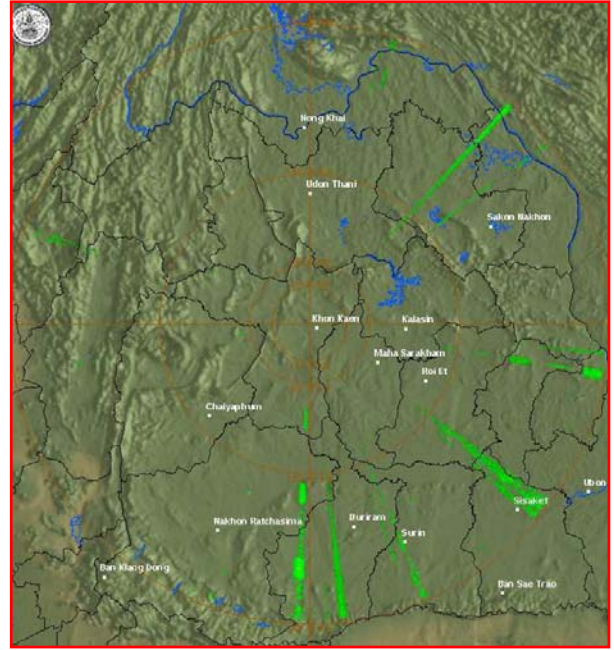 Nong Khai
Udon Thani
Sakon Nakhon
Khon Kaen
Kalasin
Maha Sarakham
Roi Et
Chaiyaphum
Ubon
Sisaket
Nakhon Ratchasima
Buriram
Surin
Ban Klang Dong
Ban Sae Trao